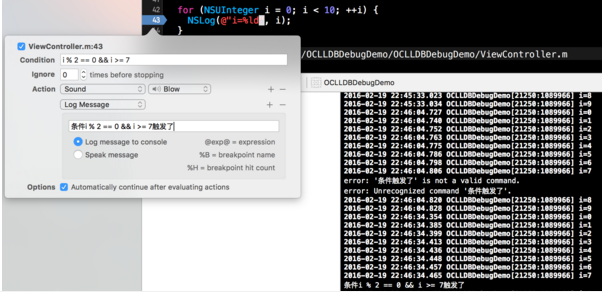 41
42 for (NSUInteger i = 0; i < 10; ++i) {
43 NSLog(@"i=%ld", i);
44 }
ViewController.m:43
Condition i % 2 == 0 && i >= 7
Ignore 0 times before stopping
Action Sound Blow
Log Message
条件i % 2 == 0 && i >= 7触发了
Log message to console @exp@ = expression
Speak message %B = breakpoint name
%H = breakpoint hit count
Options Automatically continue after evaluating actions
/OCLLDBDebugDemo/OCLLDBDebugDemo/ViewController.m
OCLLDBDebugDemo
2016-02-19 22:45:33.023 OCLLDBDebugDemo[21250:1089966] i=8
2016-02-19 22:45:33.034 OCLLDBDebugDemo[21250:1089966] i=9
2016-02-19 22:46:04.727 OCLLDBDebugDemo[21250:1089966] i=0
2016-02-19 22:46:04.740 OCLLDBDebugDemo[21250:1089966] i=1
2016-02-19 22:46:04.752 OCLLDBDebugDemo[21250:1089966] i=2
2016-02-19 22:46:04.763 OCLLDBDebugDemo[21250:1089966] i=3
2016-02-19 22:46:04.775 OCLLDBDebugDemo[21250:1089966] i=4
2016-02-19 22:46:04.786 OCLLDBDebugDemo[21250:1089966] i=5
2016-02-19 22:46:04.798 OCLLDBDebugDemo[21250:1089966] i=6
2016-02-19 22:46:04.806 OCLLDBDebugDemo[21250:1089966] i=7
error: '条件触发了' is not a valid command.
error: Unrecognized command '条件触发了'.
2016-02-19 22:46:04.820 OCLLDBDebugDemo[21250:1089966] i=8
2016-02-19 22:46:04.828 OCLLDBDebugDemo[21250:1089966] i=9
2016-02-19 22:46:34.354 OCLLDBDebugDemo[21250:1089966] i=0
2016-02-19 22:46:34.385 OCLLDBDebugDemo[21250:1089966] i=1
2016-02-19 22:46:34.399 OCLLDBDebugDemo[21250:1089966] i=2
2016-02-19 22:46:34.413 OCLLDBDebugDemo[21250:1089966] i=3
2016-02-19 22:46:34.436 OCLLDBDebugDemo[21250:1089966] i=4
2016-02-19 22:46:34.448 OCLLDBDebugDemo[21250:1089966] i=5
2016-02-19 22:46:34.457 OCLLDBDebugDemo[21250:1089966] i=6
2016-02-19 22:46:34.465 OCLLDBDebugDemo[21250:1089966] i=7
条件i % 2 == 0 && i >= 7触发了